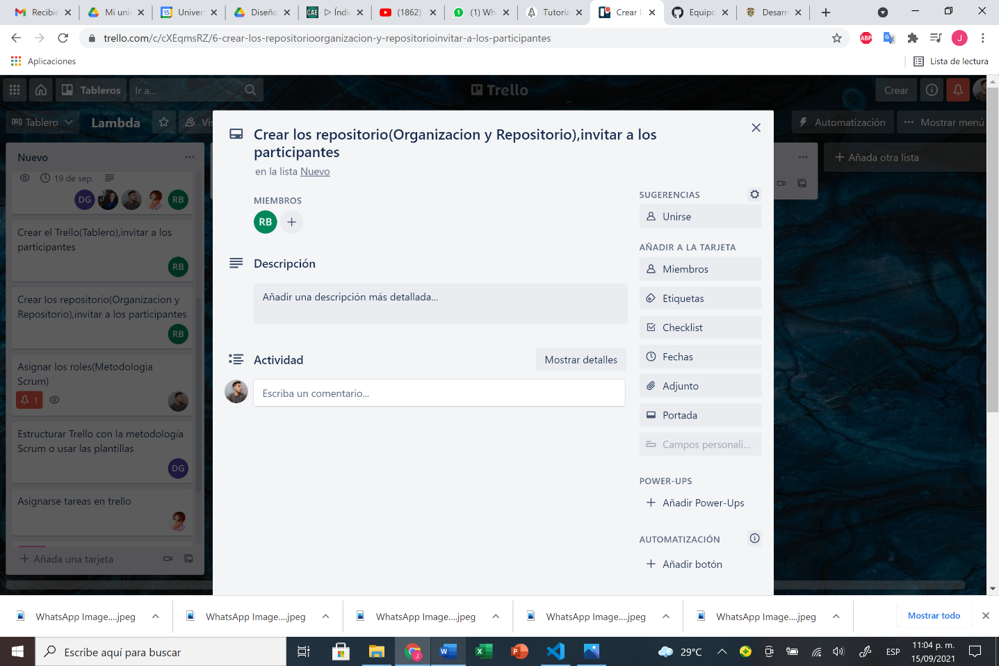 Recibic
Mi unic
Univers
Diseño
CAE
▷ Índi
(1862)
(1) Wh
Tutoría
Crear l
Equipo
Desarr
trello.com/c/cXEqmsRZ/6-crear-los-repositorioorganizacion-y-repositorioinvitar-a-los-participantes
ABP
J
Aplicaciones
Lista de lectura
Tableros
Ir a...
Trello
Crear
Tablero
Lambda
Vis
Automatización
Mostrar menú
Nuevo
19 de sep.
DG
RB
Crear el Trello(Tablero),invitar a los
participantes
RB
Crear los repositorio(Organizacion y
Repositorio),invitar a los participantes
RB
Asignar los roles(Metodologia
Scrum)
1
Estructurar Trello con la metodología
Scrum o usar las plantillas
DG
Asignarse tareas en trello
+ Añada una tarjeta
Crear los repositorio(Organizacion y Repositorio),invitar a los
participantes
en la lista Nuevo
MIEMBROS
RB
+
Descripción
Añadir una descripción más detallada...
Actividad
Mostrar detalles
Escriba un comentario...
SUGERENCIAS
Unirse
AÑADIR A LA TARJETA
Miembros
Etiquetas
Checklist
Fechas
Adjunto
Portada
Campos personali...
POWER-UPS
+ Añadir Power-Ups
AUTOMATIZACIÓN
+ Añadir botón
+ Añada otra lista
WhatsApp Image....jpeg
WhatsApp Image....jpeg
WhatsApp Image....jpeg
WhatsApp Image....jpeg
WhatsApp Image....jpeg
Mostrar todo
Escribe aquí para buscar
29°C
ESP
11:04 p. m.
15/09/2021